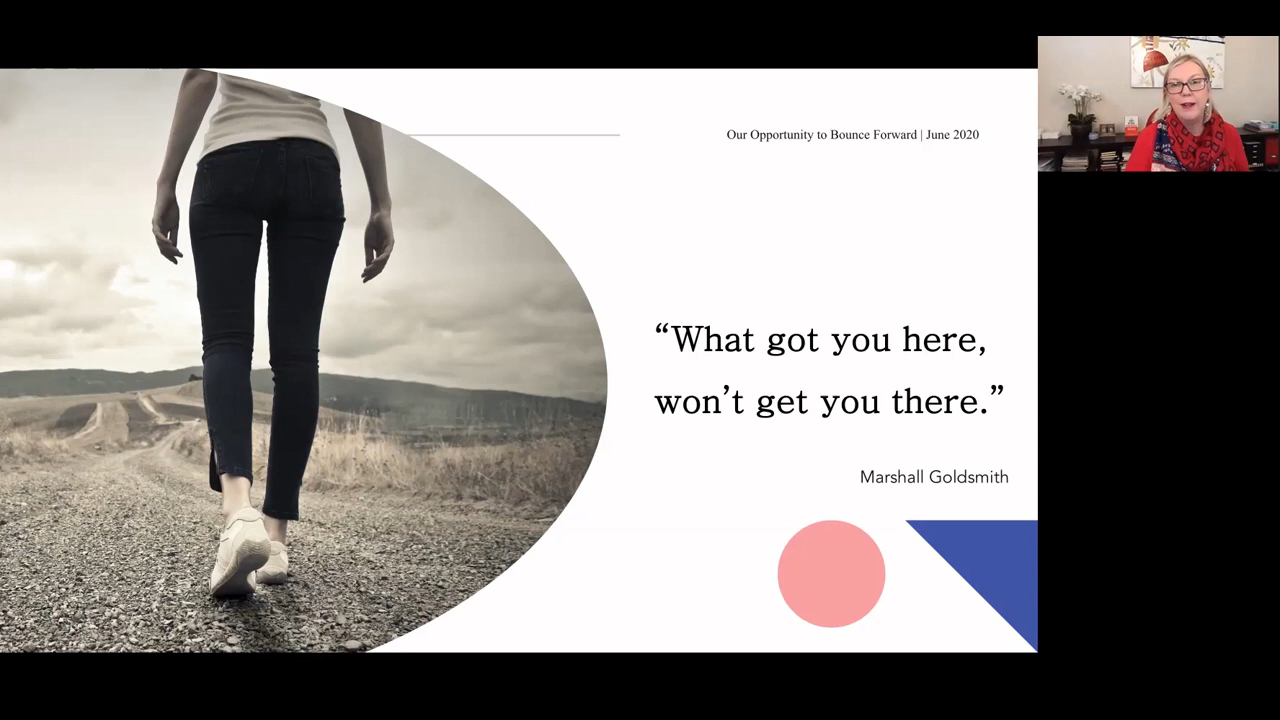 Our Opportunity to Bounce Forward | June 2020
“What got you here,
won’t get you there.”
Marshall Goldsmith